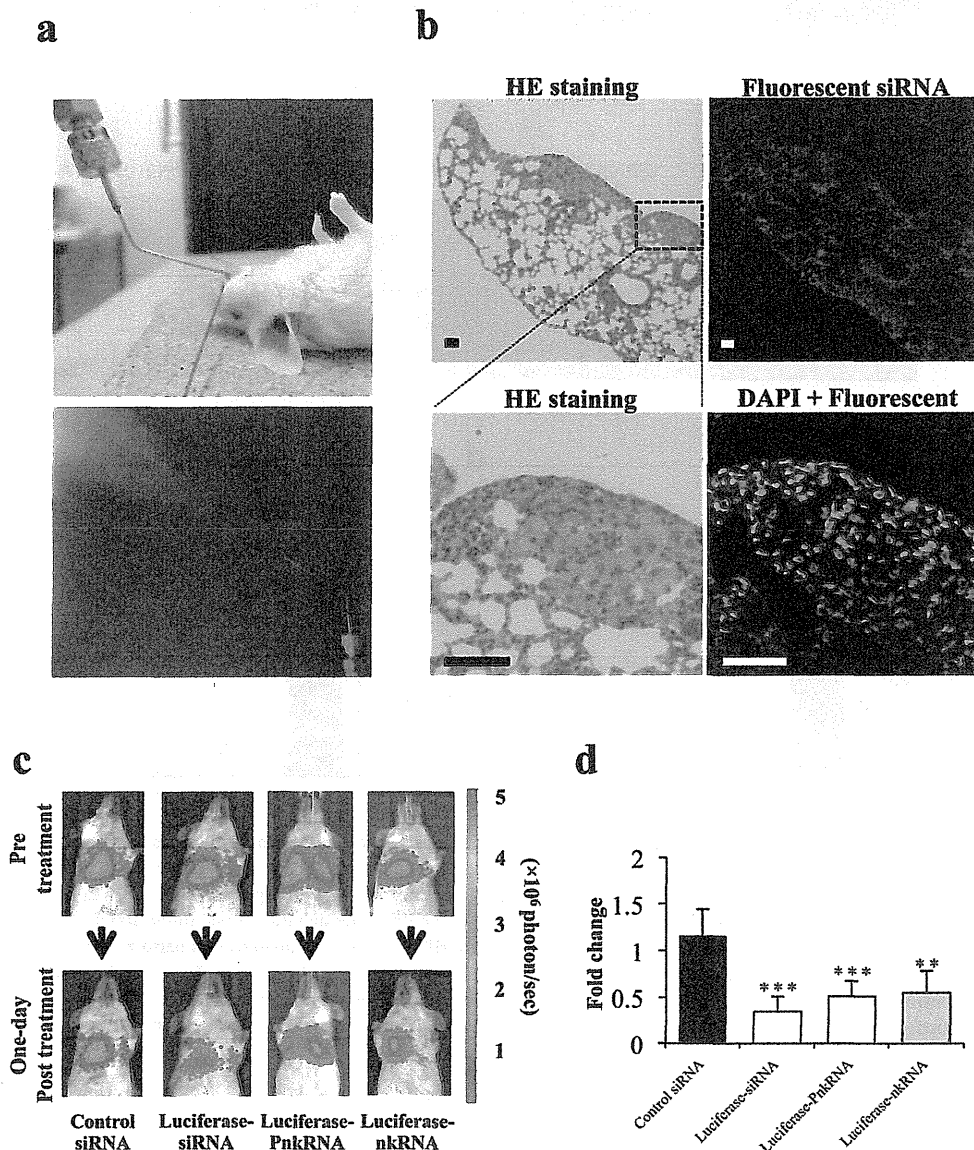 a
b
HE staining
Fluorescent siRNA
HE staining
DAPI + Fluorescent
c
Pre
treatment
One-day
Post treatment
5
4
3
2
1
(×10⁶ photon/sec)
Control
siRNA
Luciferase-
siRNA
Luciferase-
PnkRNA
Luciferase-
nkRNA
d
Fold change
2
1.5
1
0.5
0
***
***
**
Control siRNA
Luciferase-siRNA
Luciferase-PnkRNA
Luciferase-nkRNA